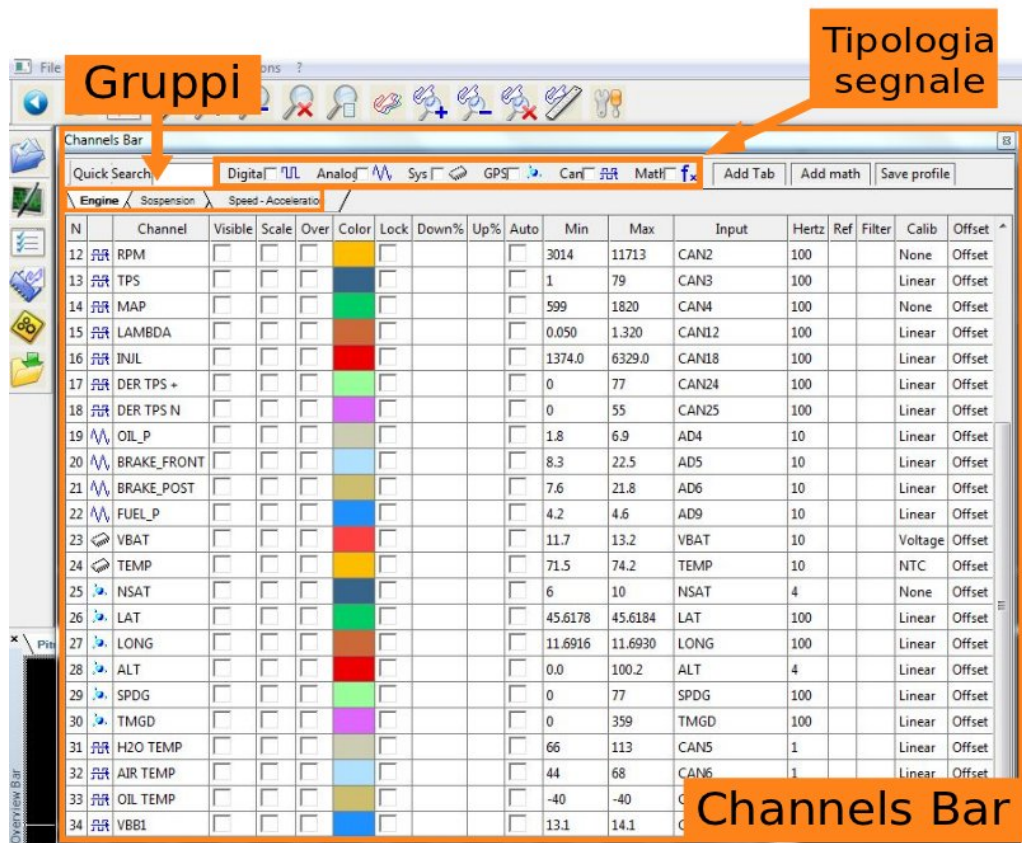 Tipologia
segnale
File ons ?
Gruppi
Channels Bar
Quick Search: Digital Analog Sys GPS Can Math fx Add Tab Add math Save profile
Engine Sospension Speed - Acceleratio
N Channel Visible Scale Over Color Lock Down% Up% Auto Min Max Input Hertz Ref Filter Calib Offset
12 RPM 3014 11713 CAN2 100 None Offset
13 TPS 1 79 CAN3 100 Linear Offset
14 MAP 599 1820 CAN4 100 None Offset
15 LAMBDA 0.050 1.320 CAN12 100 Linear Offset
16 INJL 1374.0 6329.0 CAN18 100 Linear Offset
17 DER TPS + 0 77 CAN24 100 Linear Offset
18 DER TPS N 0 55 CAN25 100 Linear Offset
19 OIL_P 1.8 6.9 AD4 10 Linear Offset
20 BRAKE_FRONT 8.3 22.5 AD5 10 Linear Offset
21 BRAKE_POST 7.6 21.8 AD6 10 Linear Offset
22 FUEL_P 4.2 4.6 AD9 10 Linear Offset
23 VBAT 11.7 13.2 VBAT 10 Voltage Offset
24 TEMP 71.5 74.2 TEMP 10 NTC Offset
25 NSAT 6 10 NSAT 4 None Offset
26 LAT 45.6178 45.6184 LAT 100 Linear Offset
27 LONG 11.6916 11.6930 LONG 100 Linear Offset
28 ALT 0.0 100.2 ALT 4 Linear Offset
29 SPDG 0 77 SPDG 100 Linear Offset
30 TMGD 0 359 TMGD 100 Linear Offset
31 H2O TEMP 66 113 CAN5 1 Linear Offset
32 AIR TEMP 44 68 CAN6 1 Linear Offset
33 OIL TEMP -40 -40
34 VBB1 13.1 14.1
Pit
Overview Bar
Channels Bar